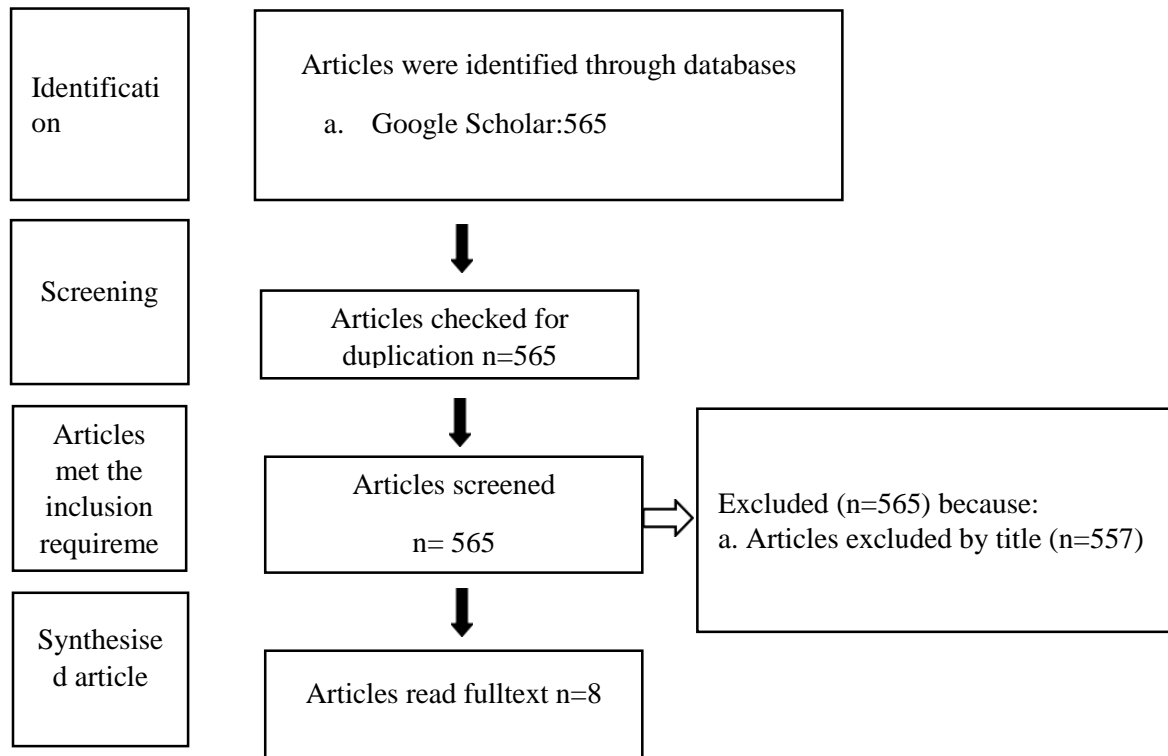 Identificati
on
Articles were identified through databases
a. Google Scholar:565
Screening
Articles checked for
duplication n=565
Articles
met the
inclusion
requireme
Articles screened
n= 565
Excluded (n=565) because:
a. Articles excluded by title (n=557)
Synthesise
d article
Articles read fulltext n=8